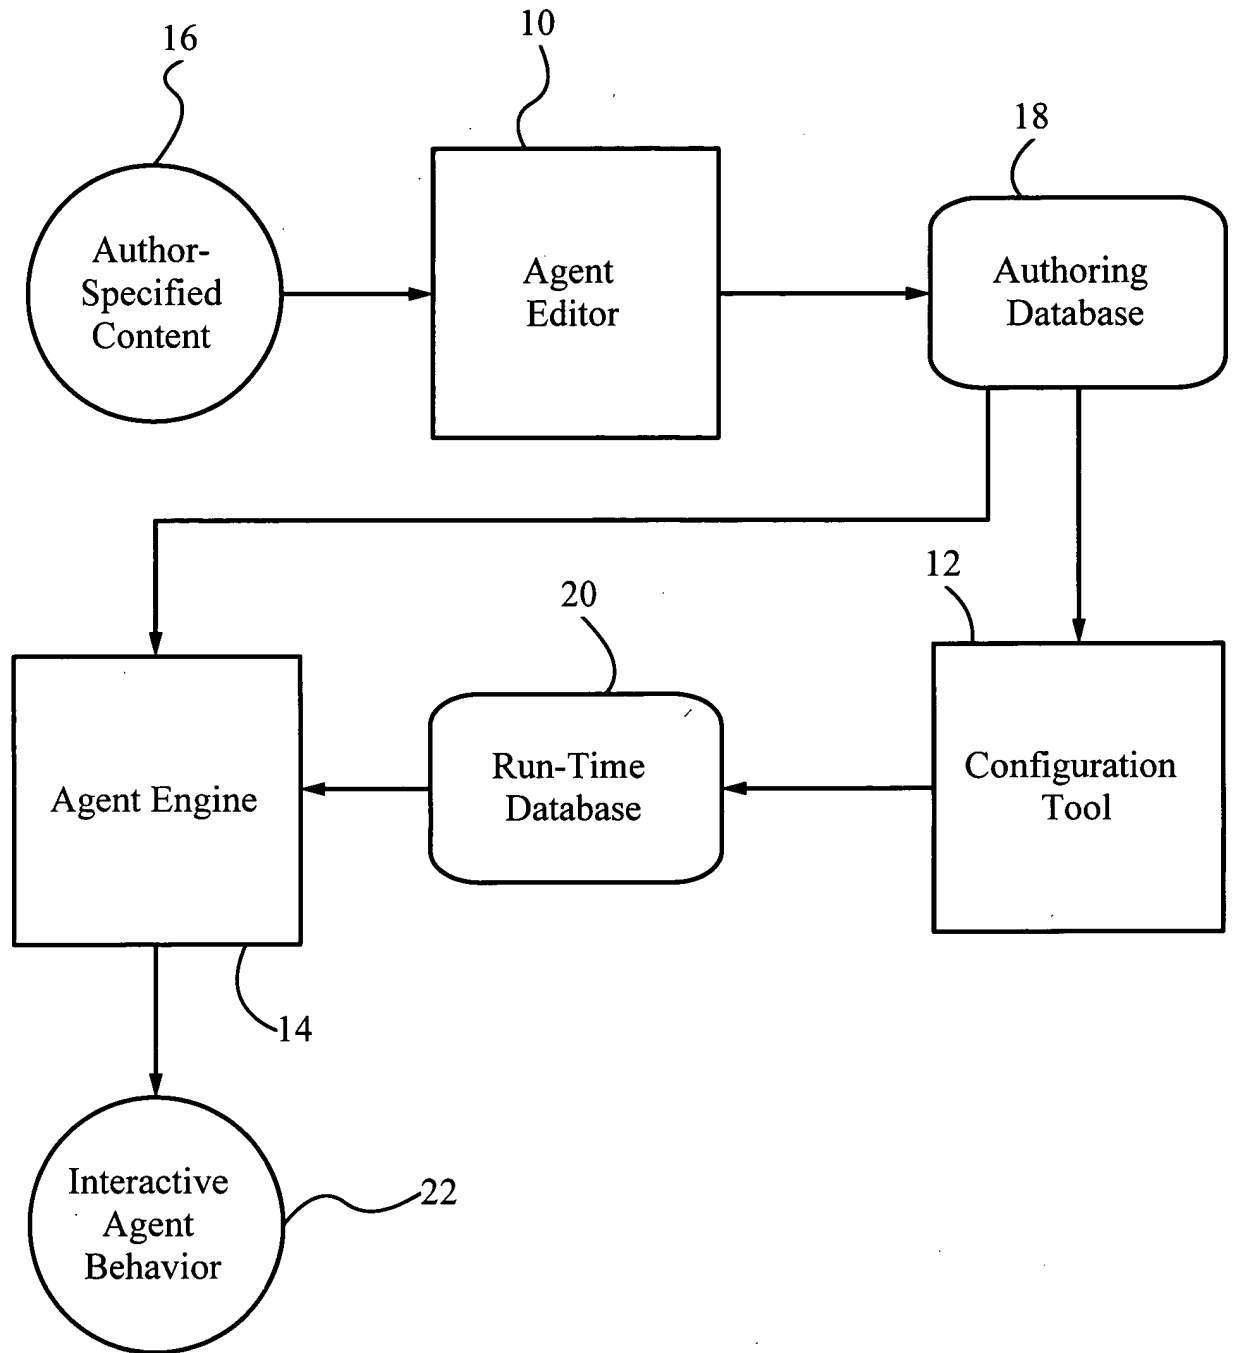 16
10
18
Author-
Specified
Content
Agent
Editor
Authoring
Database
12
20
Agent Engine
Run-Time
Database
Configuration
Tool
14
Interactive
Agent
Behavior
22